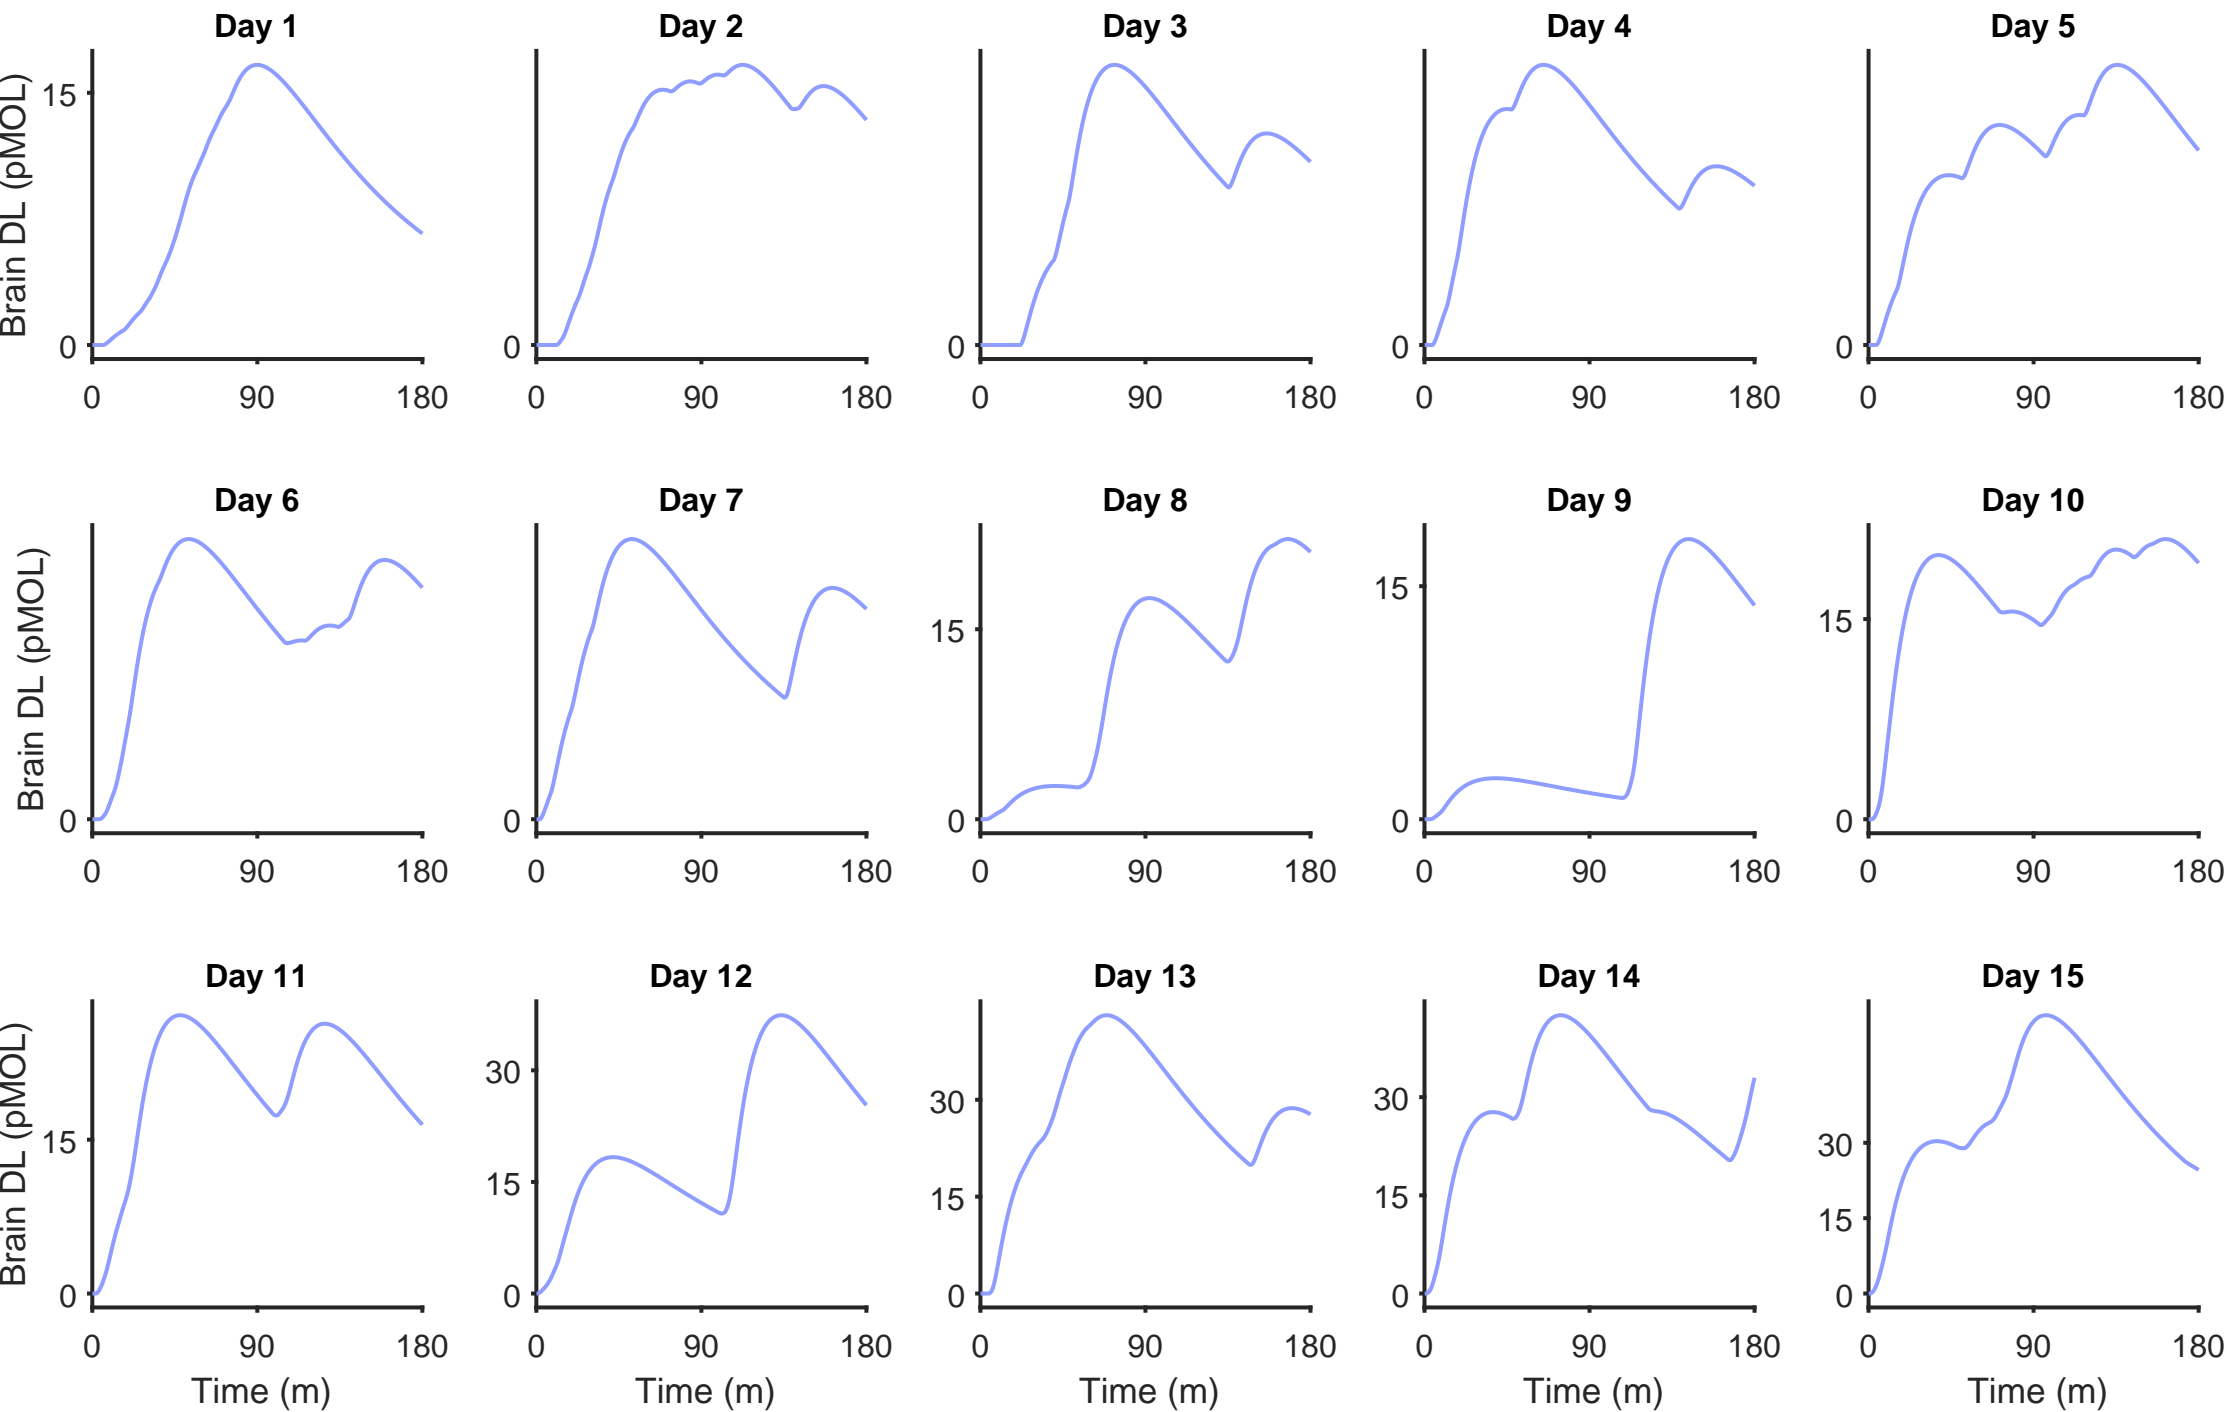 Day 1 Day 2 Day 3 Day 4 Day 5
Brain DL (pMOL)
15
0 0 0 0 0
0 90 180 0 90 180 0 90 180 0 90 180 0 90 180
Day 6 Day 7 Day 8 Day 9 Day 10
Brain DL (pMOL)
15 15 15
0 0 0 0 0
0 90 180 0 90 180 0 90 180 0 90 180 0 90 180
Day 11 Day 12 Day 13 Day 14 Day 15
Brain DL (pMOL)
30 30 30 30
15 15 15 15 15
0 0 0 0 0
0 90 180 0 90 180 0 90 180 0 90 180 0 90 180
Time (m) Time (m) Time (m) Time (m) Time (m)